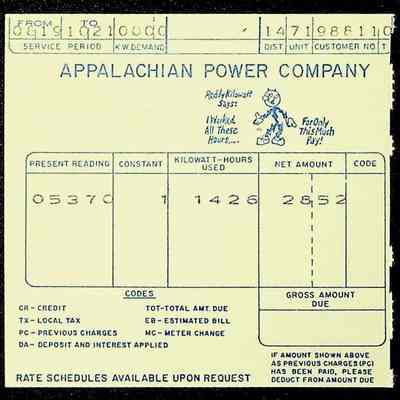 FROM TO
08191021 0000 1471988110
SERVICE PERIOD K.W. DEMAND DIST UNIT CUSTOMER NO. T
APPALACHIAN POWER COMPANY
Reddy Kilowatt
Says:
I Worked
All These
Hours....
For Only
This Much
Pay!
PRESENT READING CONSTANT KILOWATT-HOURS USED NET AMOUNT CODE
05370 1 1426 2852
CODES
CR - CREDIT
TX - LOCAL TAX
PC - PREVIOUS CHARGES
DA - DEPOSIT AND INTEREST APPLIED
TOT-TOTAL AMT. DUE
EB - ESTIMATED BILL
MC - METER CHANGE
GROSS AMOUNT
DUE
RATE SCHEDULES AVAILABLE UPON REQUEST
IF AMOUNT SHOWN ABOVE
AS PREVIOUS CHARGES (PC)
HAS BEEN PAID, PLEASE
DEDUCT FROM AMOUNT DUE